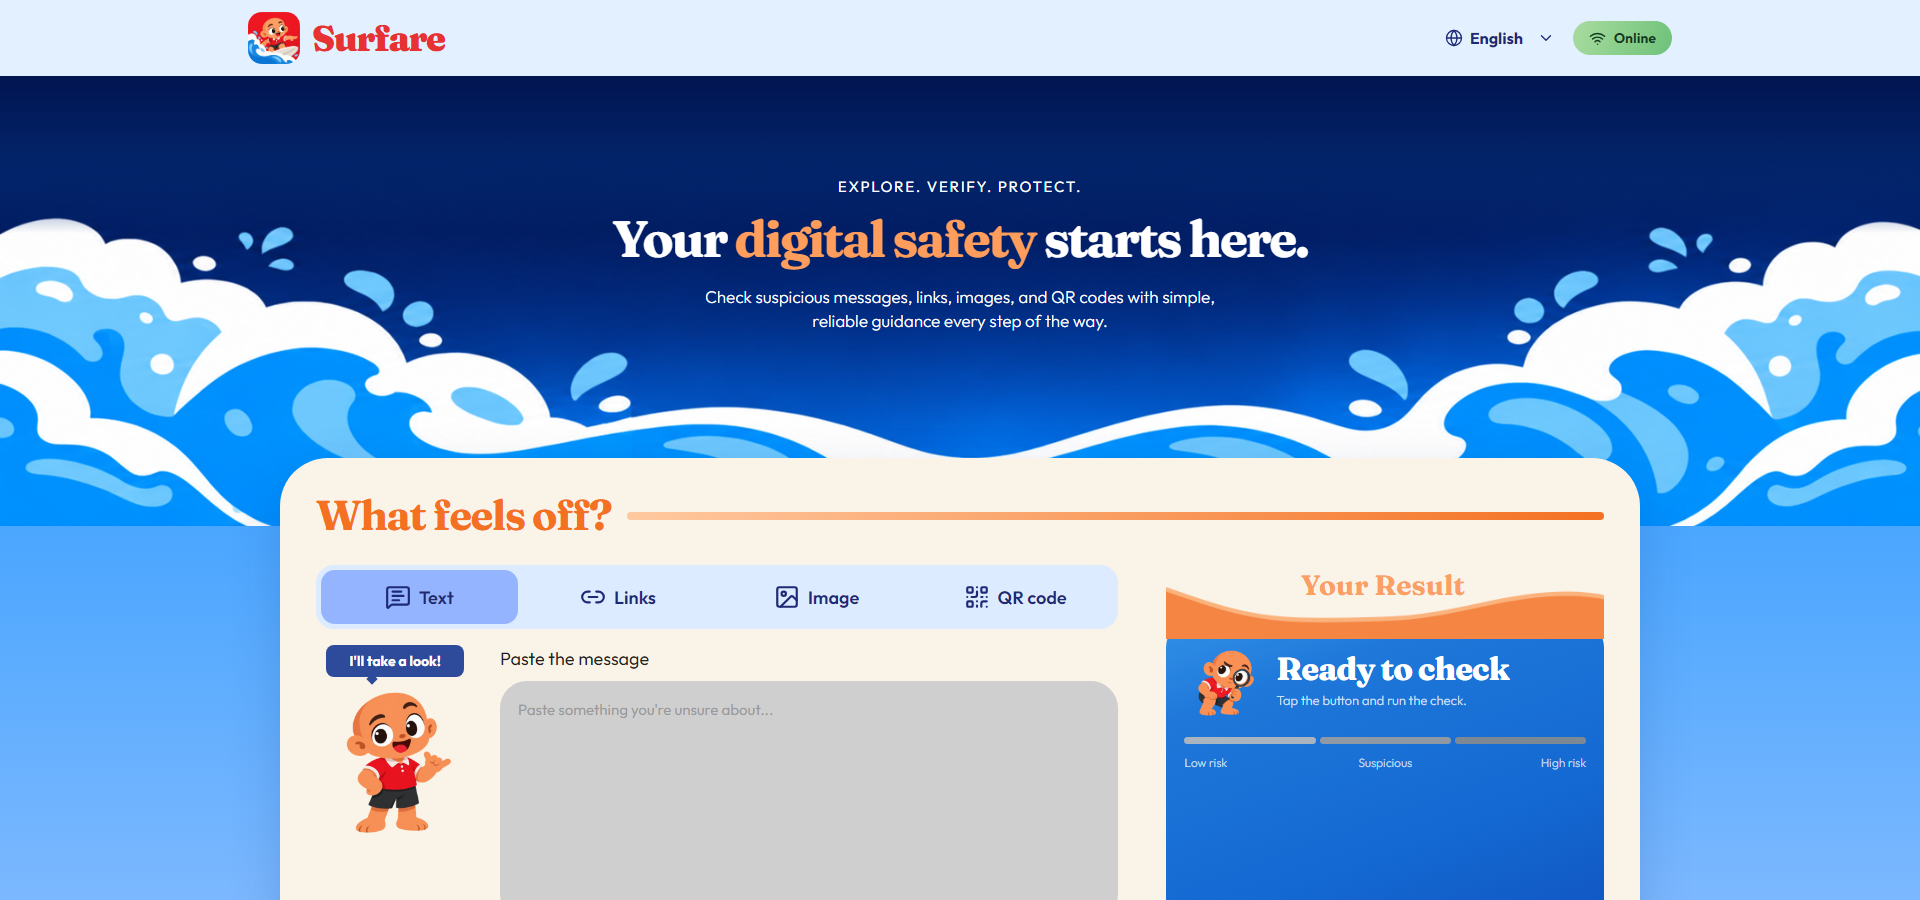 Surfare
English
Online
EXPLORE. VERIFY. PROTECT.
Your digital safety starts here.
Check suspicious messages, links, images, and QR codes with simple,
reliable guidance every step of the way.
What feels off?
Text
Links
Image
QR code
I'll take a look!
Paste the message
Paste something you're unsure about...
Your Result
Ready to check
Tap the button and run the check.
Low risk
Suspicious
High risk